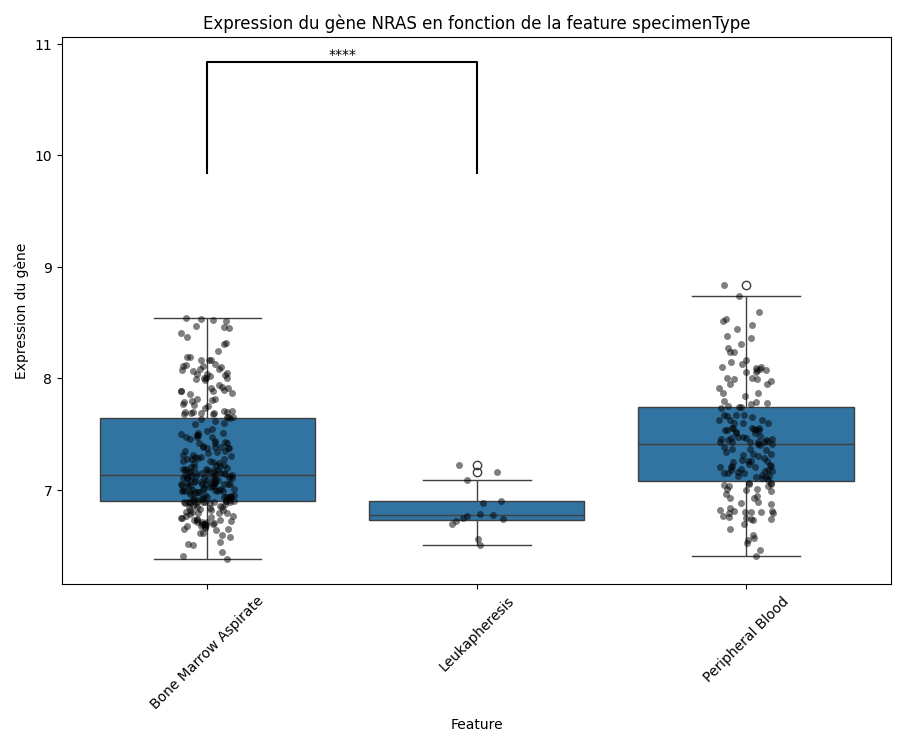 Expression du gène NRAS en fonction de la feature specimenType
****
11
10
9
8
7
Expression du gène
Bone Marrow Aspirate
Leukapheresis
Peripheral Blood
Feature